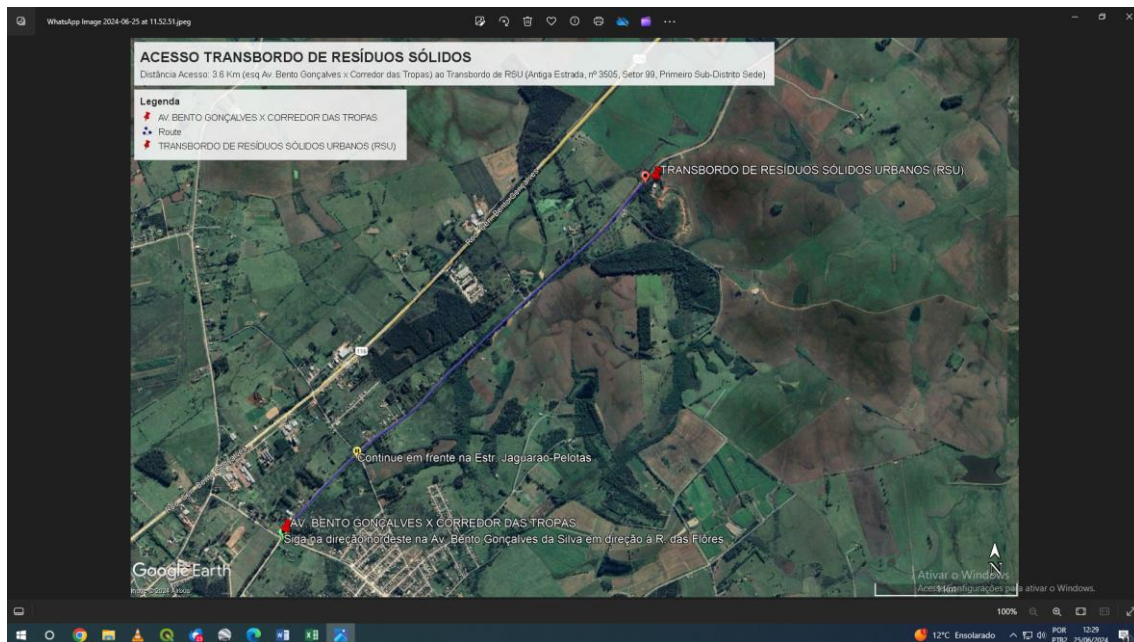 WhatsApp Image 2024-06-25 at 11.52.51.jpeg
ACESSO TRANSBORDO DE RESÍDUOS SÓLIDOS
Distância Acesso: 3.6 Km (esq Av. Bento Gonçalves x Corredor das Tropas) ao Transbordo de RSU (Antiga Estrada, nº 3505, Setor 99, Primeiro Sub-Distrito Sede)
Legenda
AV. BENTO GONÇALVES X CORREDOR DAS TROPAS
Route
TRANSBORDO DE RESÍDUOS SÓLIDOS URBANOS (RSU)
TRANSBORDO DE RESÍDUOS SÓLIDOS URBANOS (RSU)
116
Continue em frente na Estr. Jaguarao-Pelotas
AV. BENTO GONÇALVES X CORREDOR DAS TROPAS
Siga na direção nordeste na Av. Bento Gonçalves da Silva em direção à R. das Flores
Google Earth
N
Ativar o Windows
Acesse Configurações para ativar o Windows.
100%
12°C Ensolarado
POR
PTB2
12:29
25/06/2024